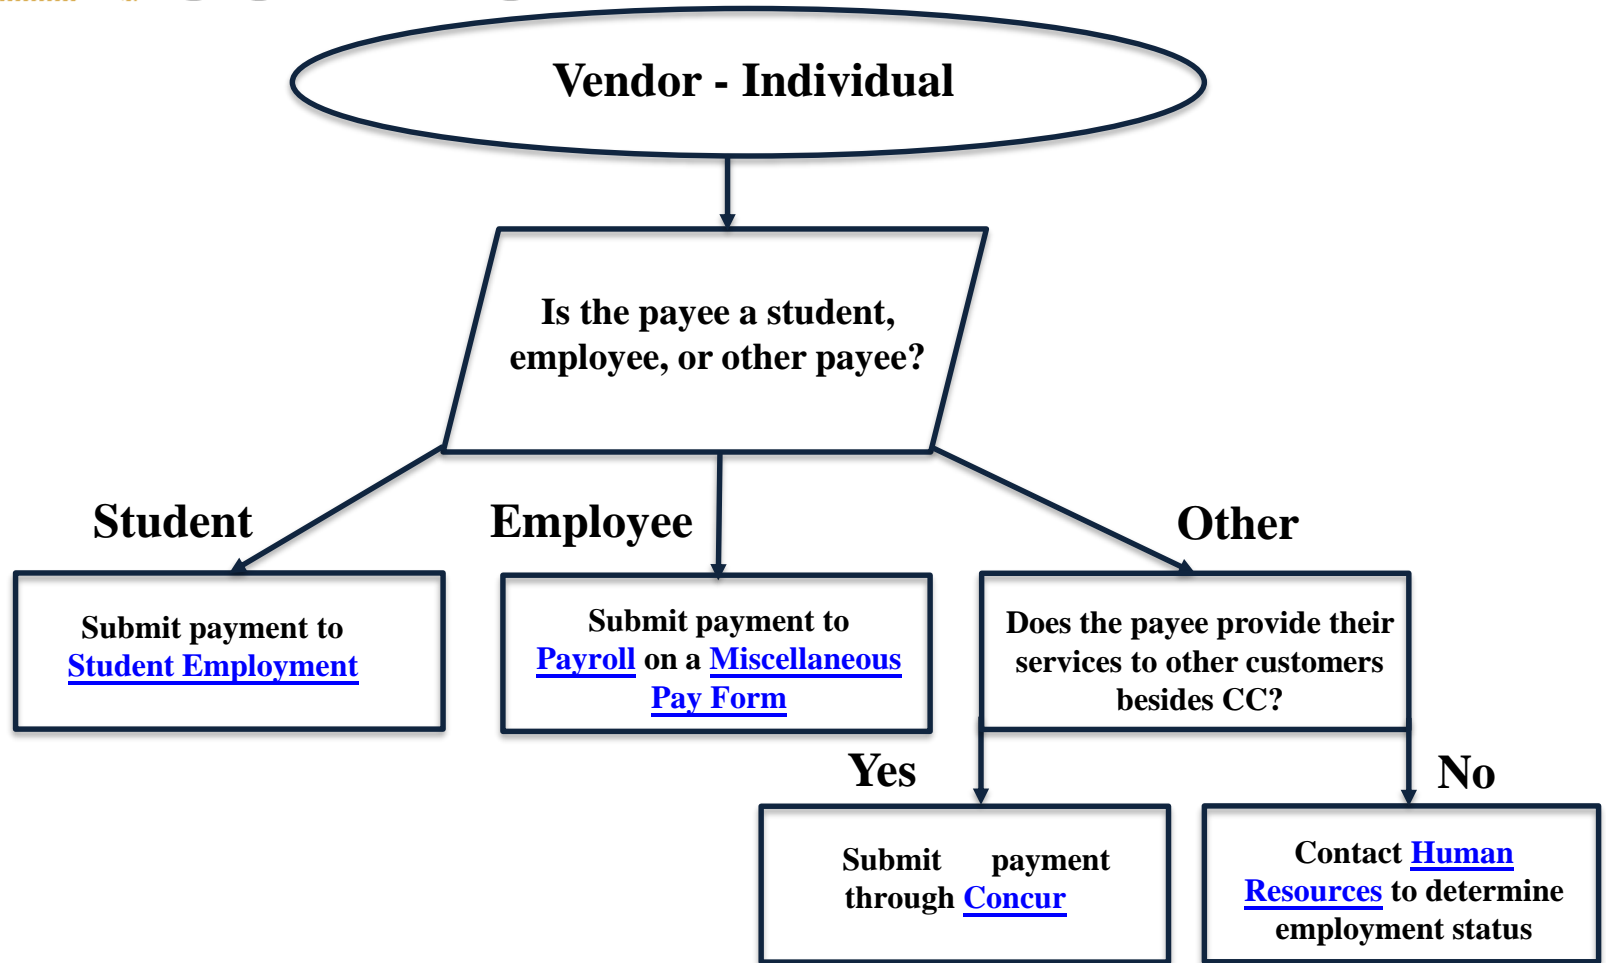 Vendor - Individual
Is the payee a student,
employee, or other payee?
Student
Employee
Other
Submit payment to
Student Employment
Submit payment to
Payroll on a Miscellaneous
Pay Form
Does the payee provide their
services to other customers
besides CC?
Yes
No
Submit payment
through Concur
Contact Human
Resources to determine
employment status